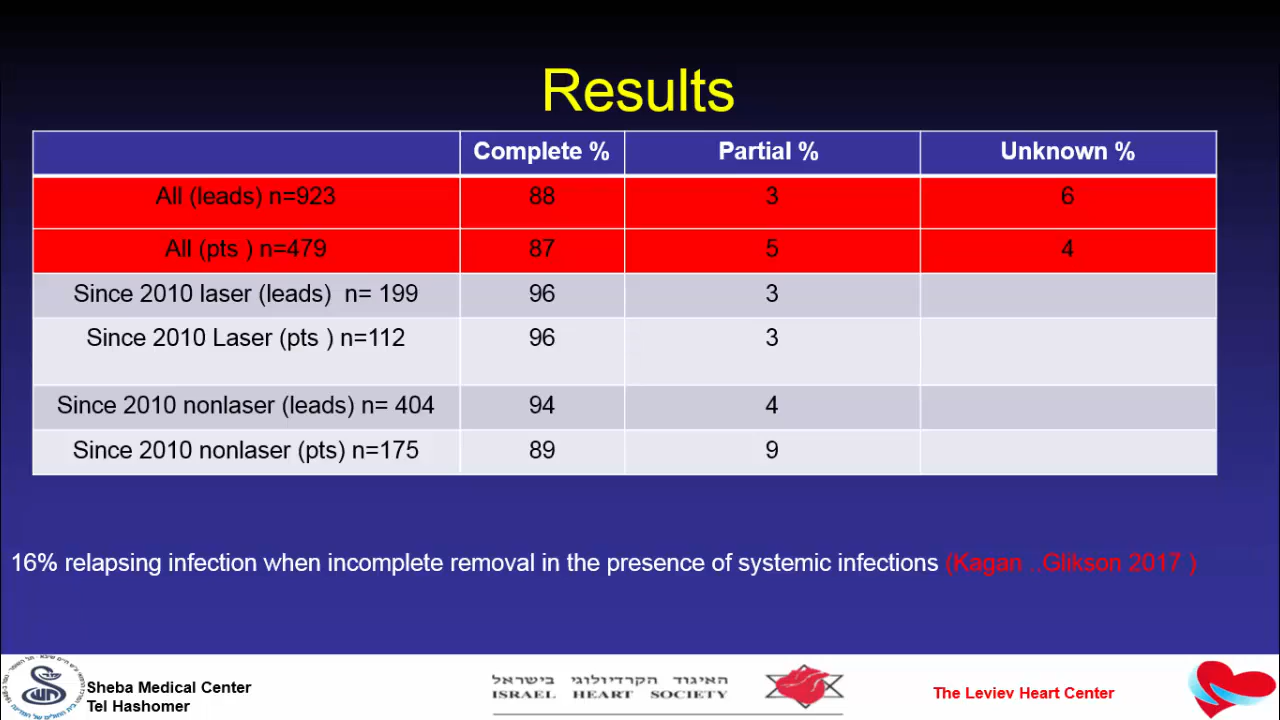 Results
Complete % Partial % Unknown %
All (leads) n=923 88 3 6
All (pts ) n=479 87 5 4
Since 2010 laser (leads) n= 199 96 3
Since 2010 Laser (pts ) n=112 96 3
Since 2010 nonlaser (leads) n= 404 94 4
Since 2010 nonlaser (pts) n=175 89 9
16% relapsing infection when incomplete removal in the presence of systemic infections (Kagan ..Glikson 2017 )
Sheba Medical Center
Tel Hashomer
האיגוד הקרדיולוגי בישראל
ISRAEL HEART SOCIETY
The Leviev Heart Center